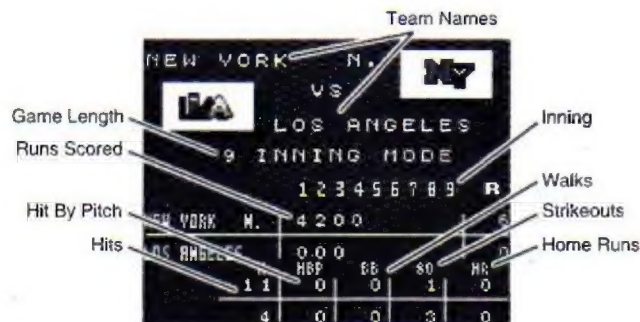 Team Names
NEW YORK N.
NY
VS
LA
LOS ANGELES
Game Length
9 INNING MODE
Inning
Runs Scored
1 2 3 4 5 6 7 8 9 R
Walks
YORK N. 4 2 0 0 6
Strikeouts
Hit By Pitch
OS ANGELES 0 0 0 0
Home Runs
Hits
H HBP BB SO HR
1 1 0 0 1 0
4 0 0 3 0